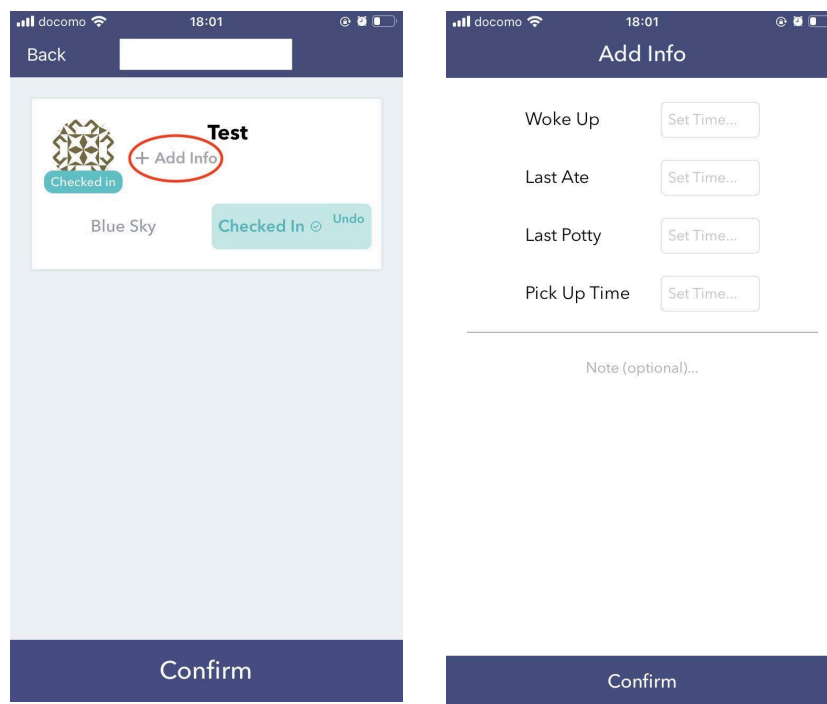 docomo 18:01
Back
Test
+ Add Info
Checked in
Blue Sky
Checked In Undo
Confirm
docomo 18:01
Add Info
Woke Up Set Time...
Last Ate Set Time...
Last Potty Set Time...
Pick Up Time Set Time...
Note (optional)...
Confirm